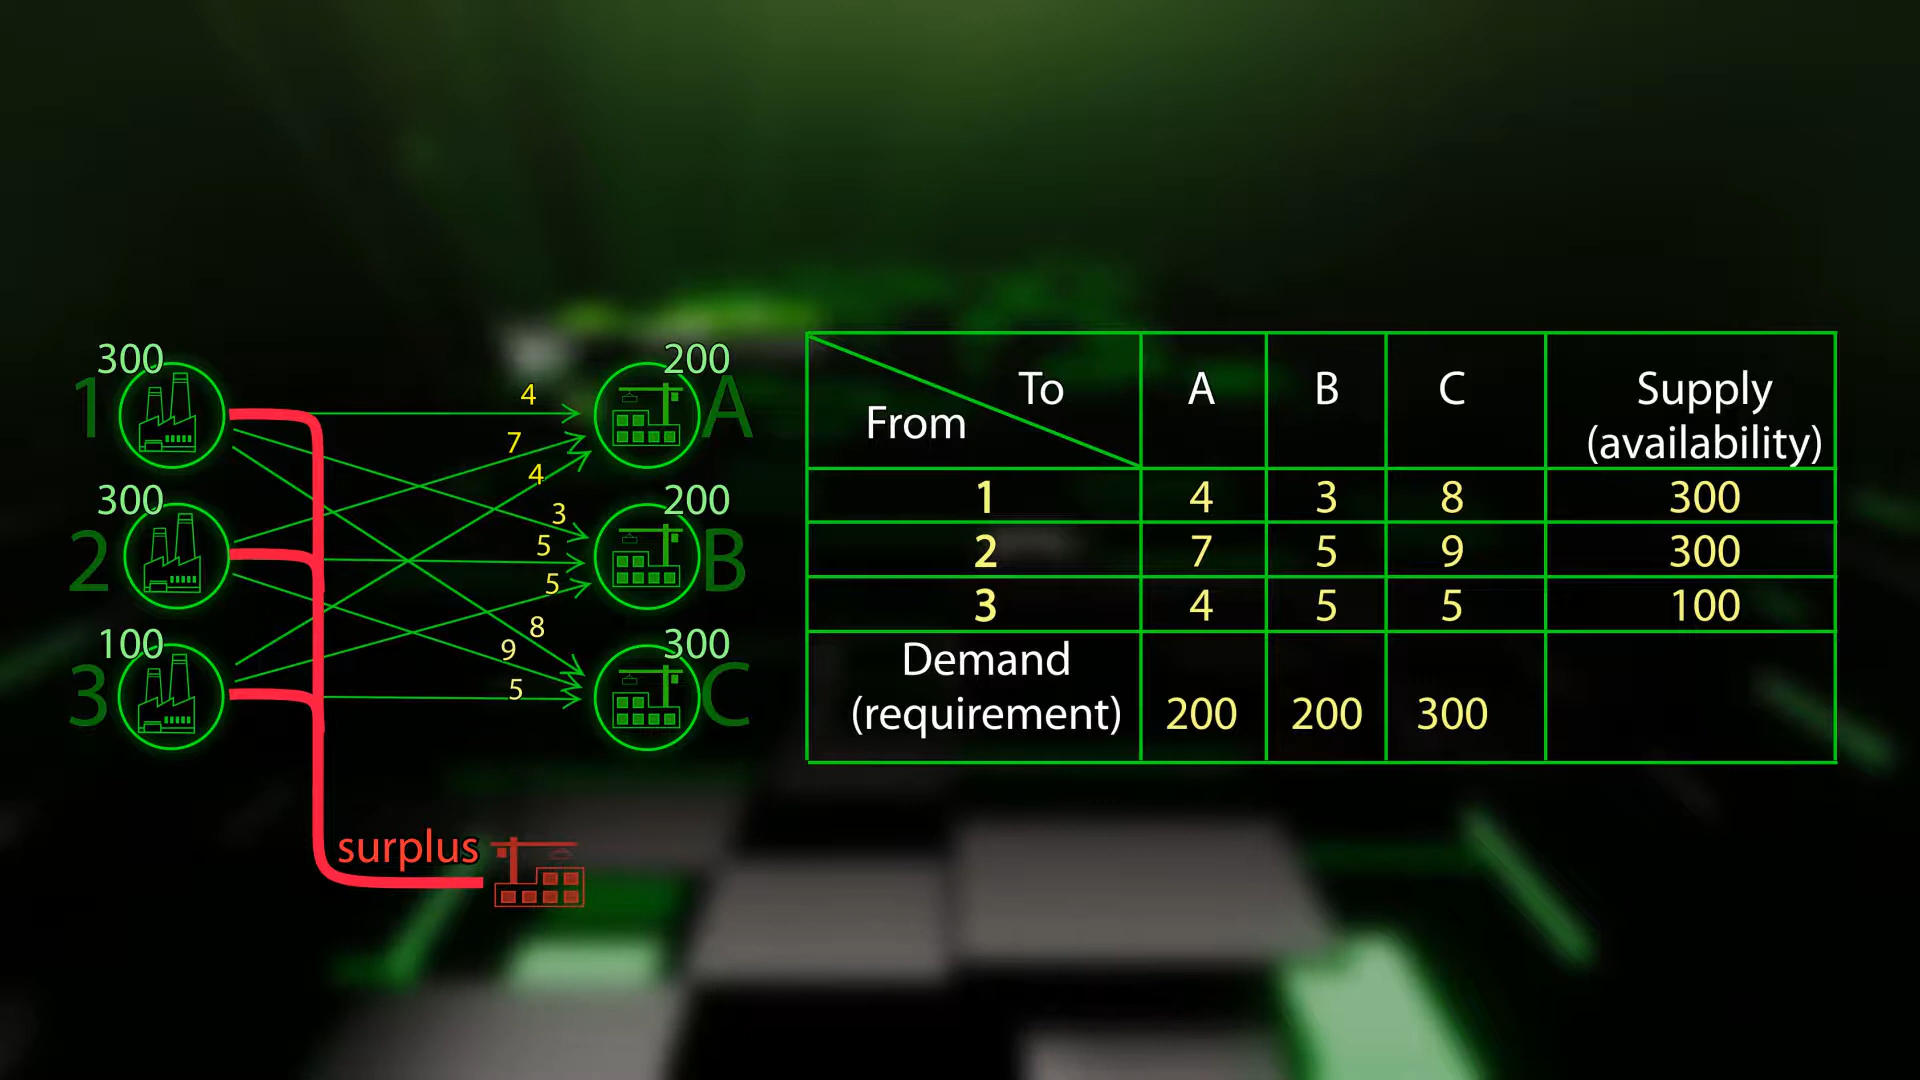 300
1
4
200
A
7
4
300
2
3
5
5
200
B
100
3
8
9
5
300
C
surplus
To
From
A B C Supply
(availability)
1 4 3 8 300
2 7 5 9 300
3 4 5 5 100
Demand
(requirement) 200 200 300